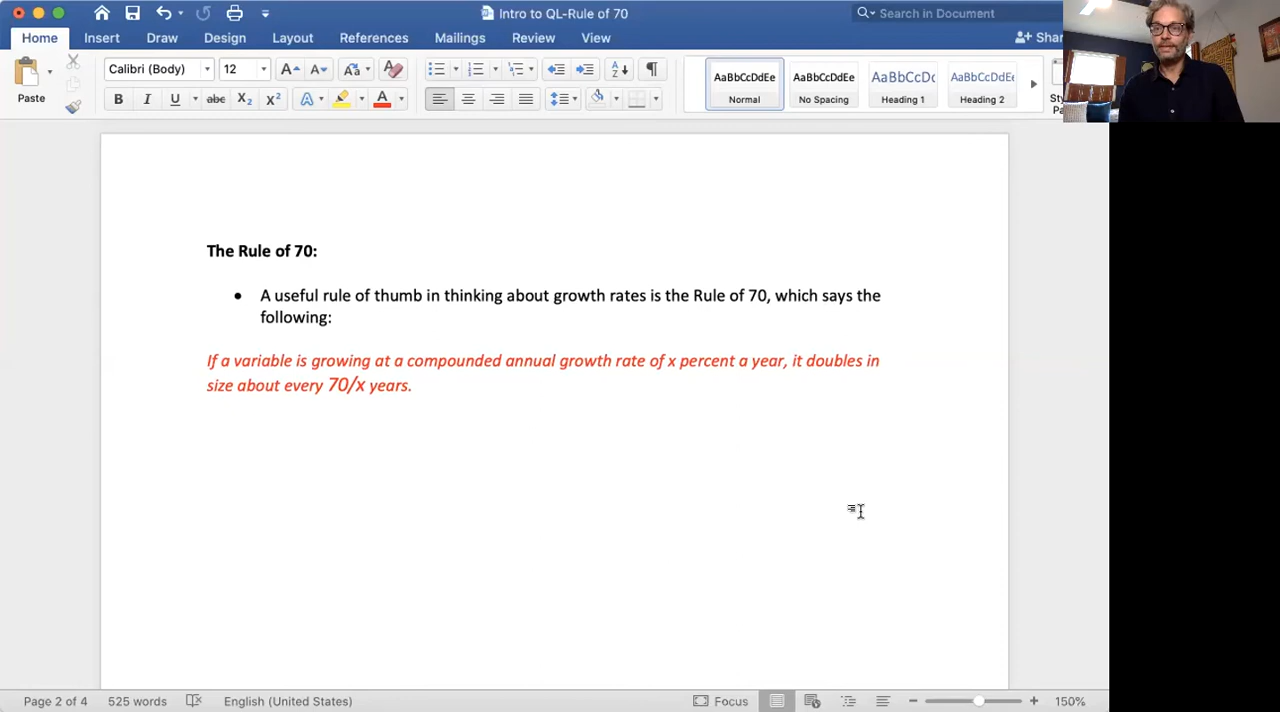 Intro to QL-Rule of 70
Search in Document
Home Insert Draw Design Layout References Mailings Review View
Paste
Calibri (Body) 12
AaBbCcDdEe AaBbCcDdEe
Normal No Spacing Heading 1 Heading 2
The Rule of 70:
• A useful rule of thumb in thinking about growth rates is the Rule of 70, which says the
following:
If a variable is growing at a compounded annual growth rate of x percent a year, it doubles in
size about every 70/x years.
Page 2 of 4 525 words English (United States) Focus 150%